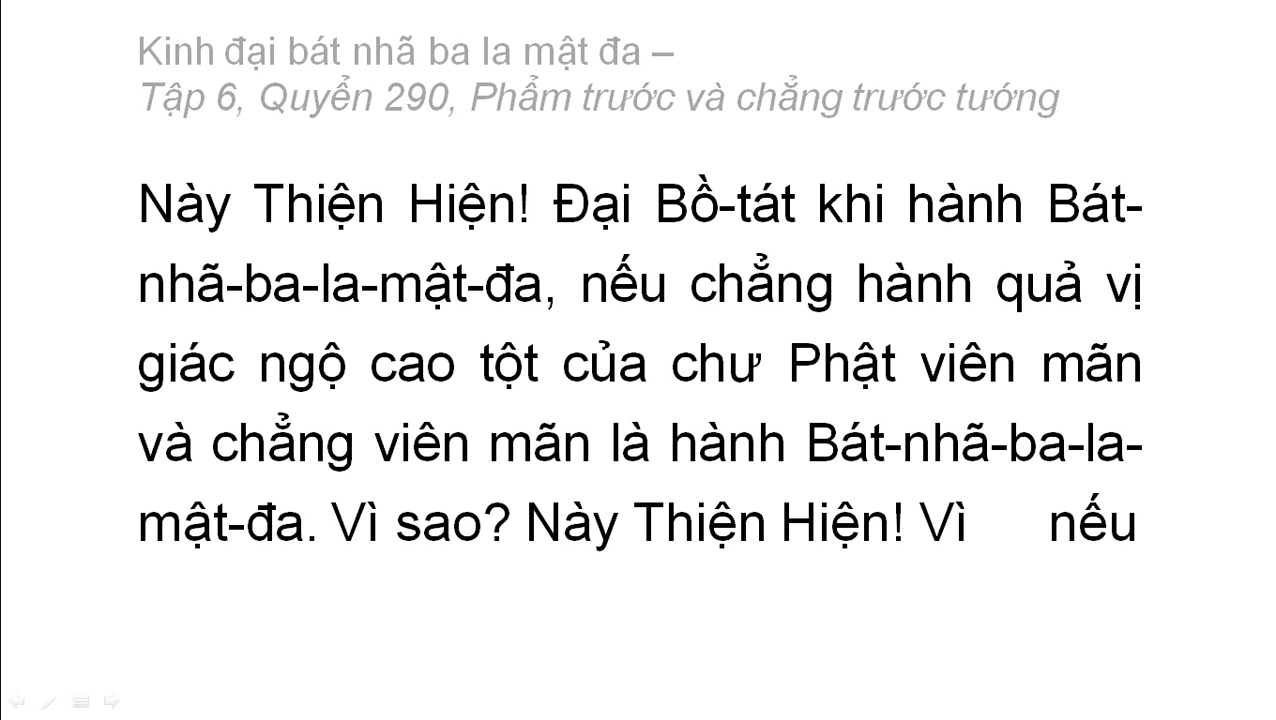 Kinh đại bát nhã ba la mật đa –
Tập 6, Quyển 290, Phẩm trước và chẳng trước tướng
Này Thiện Hiện! Đại Bồ-tát khi hành Bát-
nhã-ba-la-mật-đa, nếu chẳng hành quả vị
giác ngộ cao tột của chư Phật viên mãn
và chẳng viên mãn là hành Bát-nhã-ba-la-
mật-đa. Vì sao? Này Thiện Hiện! Vì nếu